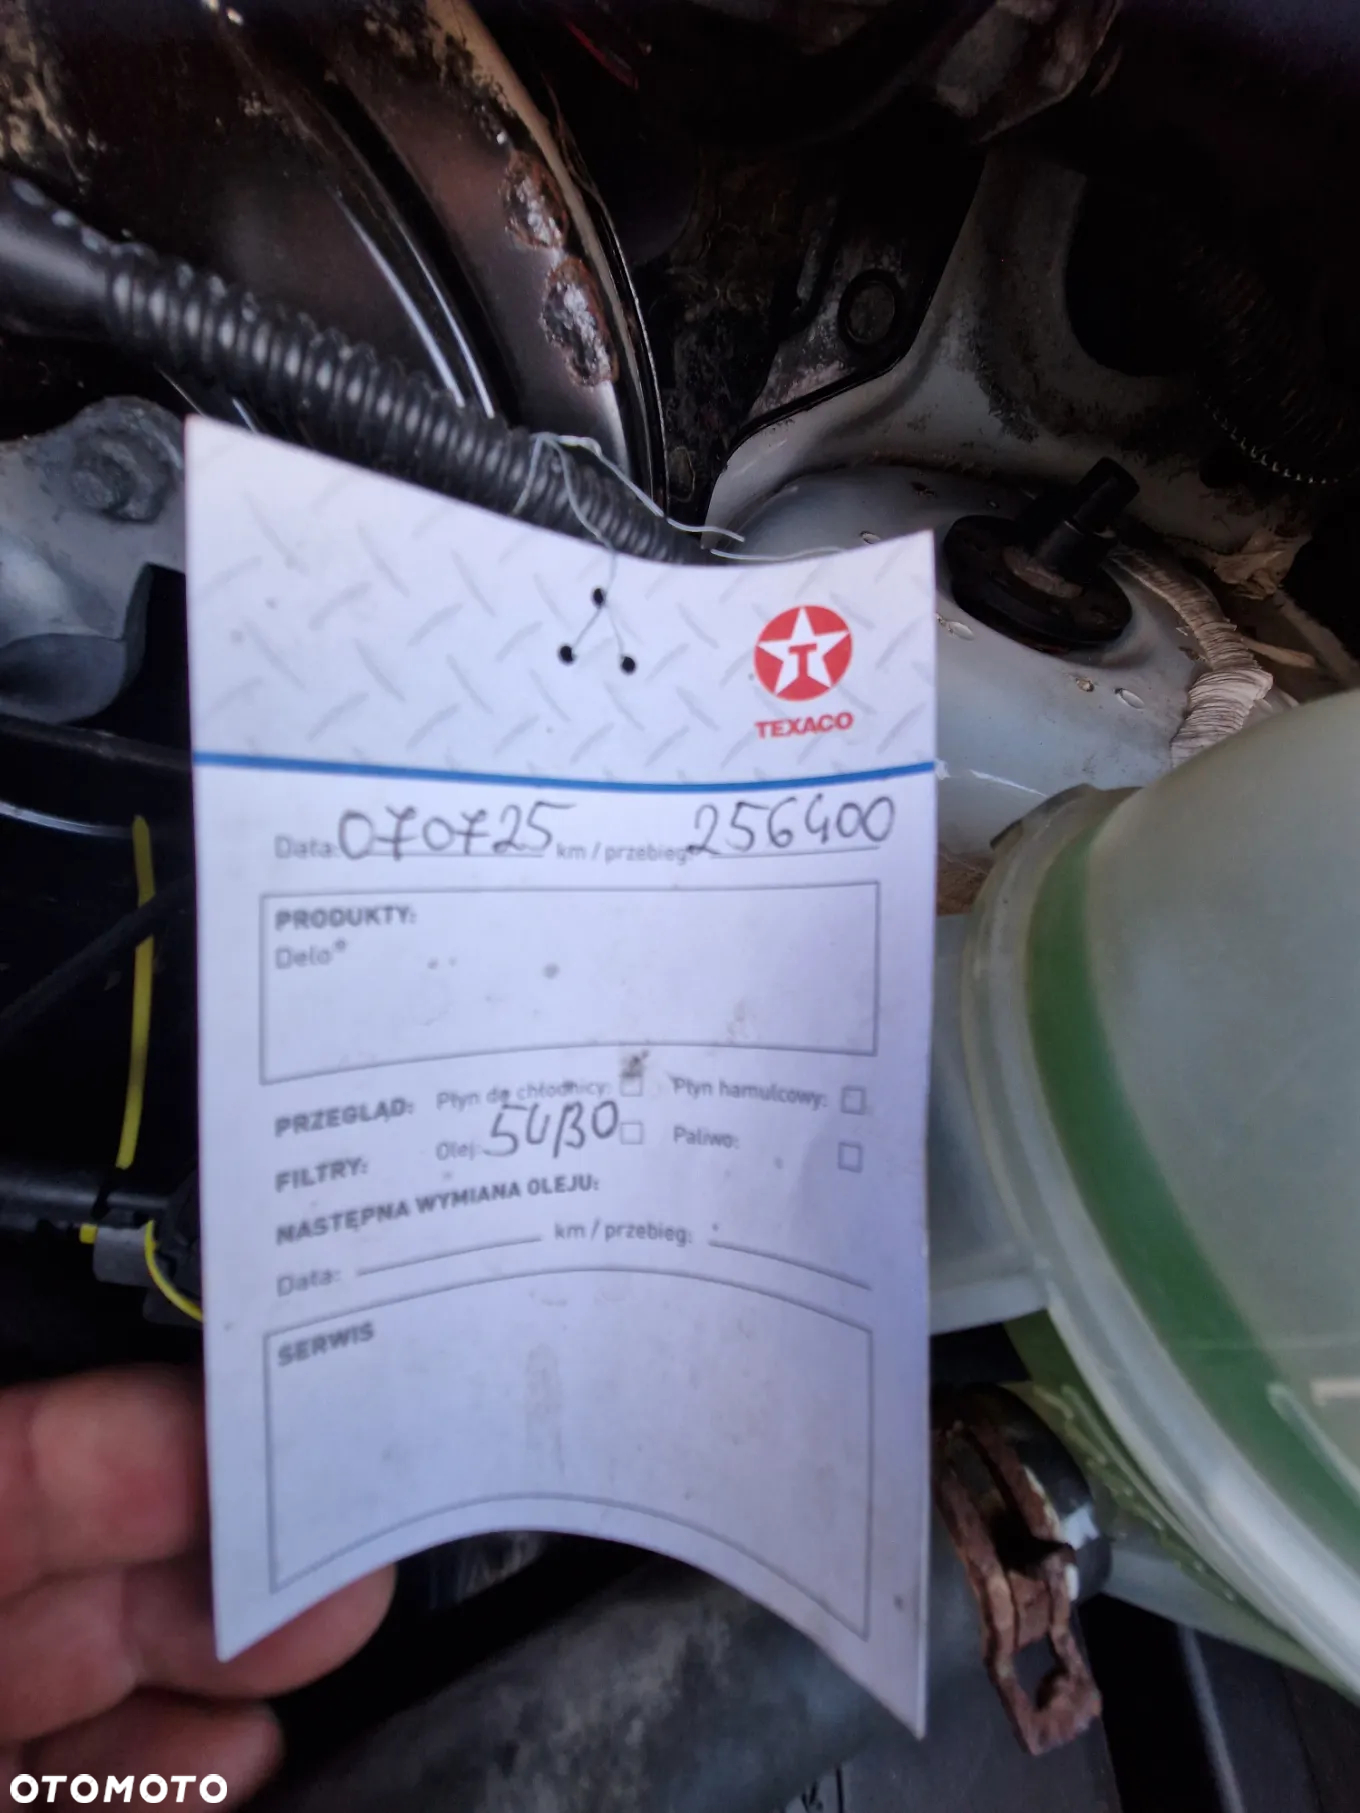 T
TEXACO
Data: 070725 km / przebieg: 256400
PRODUKTY:
Delo®
PRZEGLĄD: Płyn do chłodnicy: Płyn hamulcowy:
FILTRY: Olej: Paliwo:
NASTĘPNA WYMIANA OLEJU:
Data: km / przebieg:
SERWIS
OTOMOTO